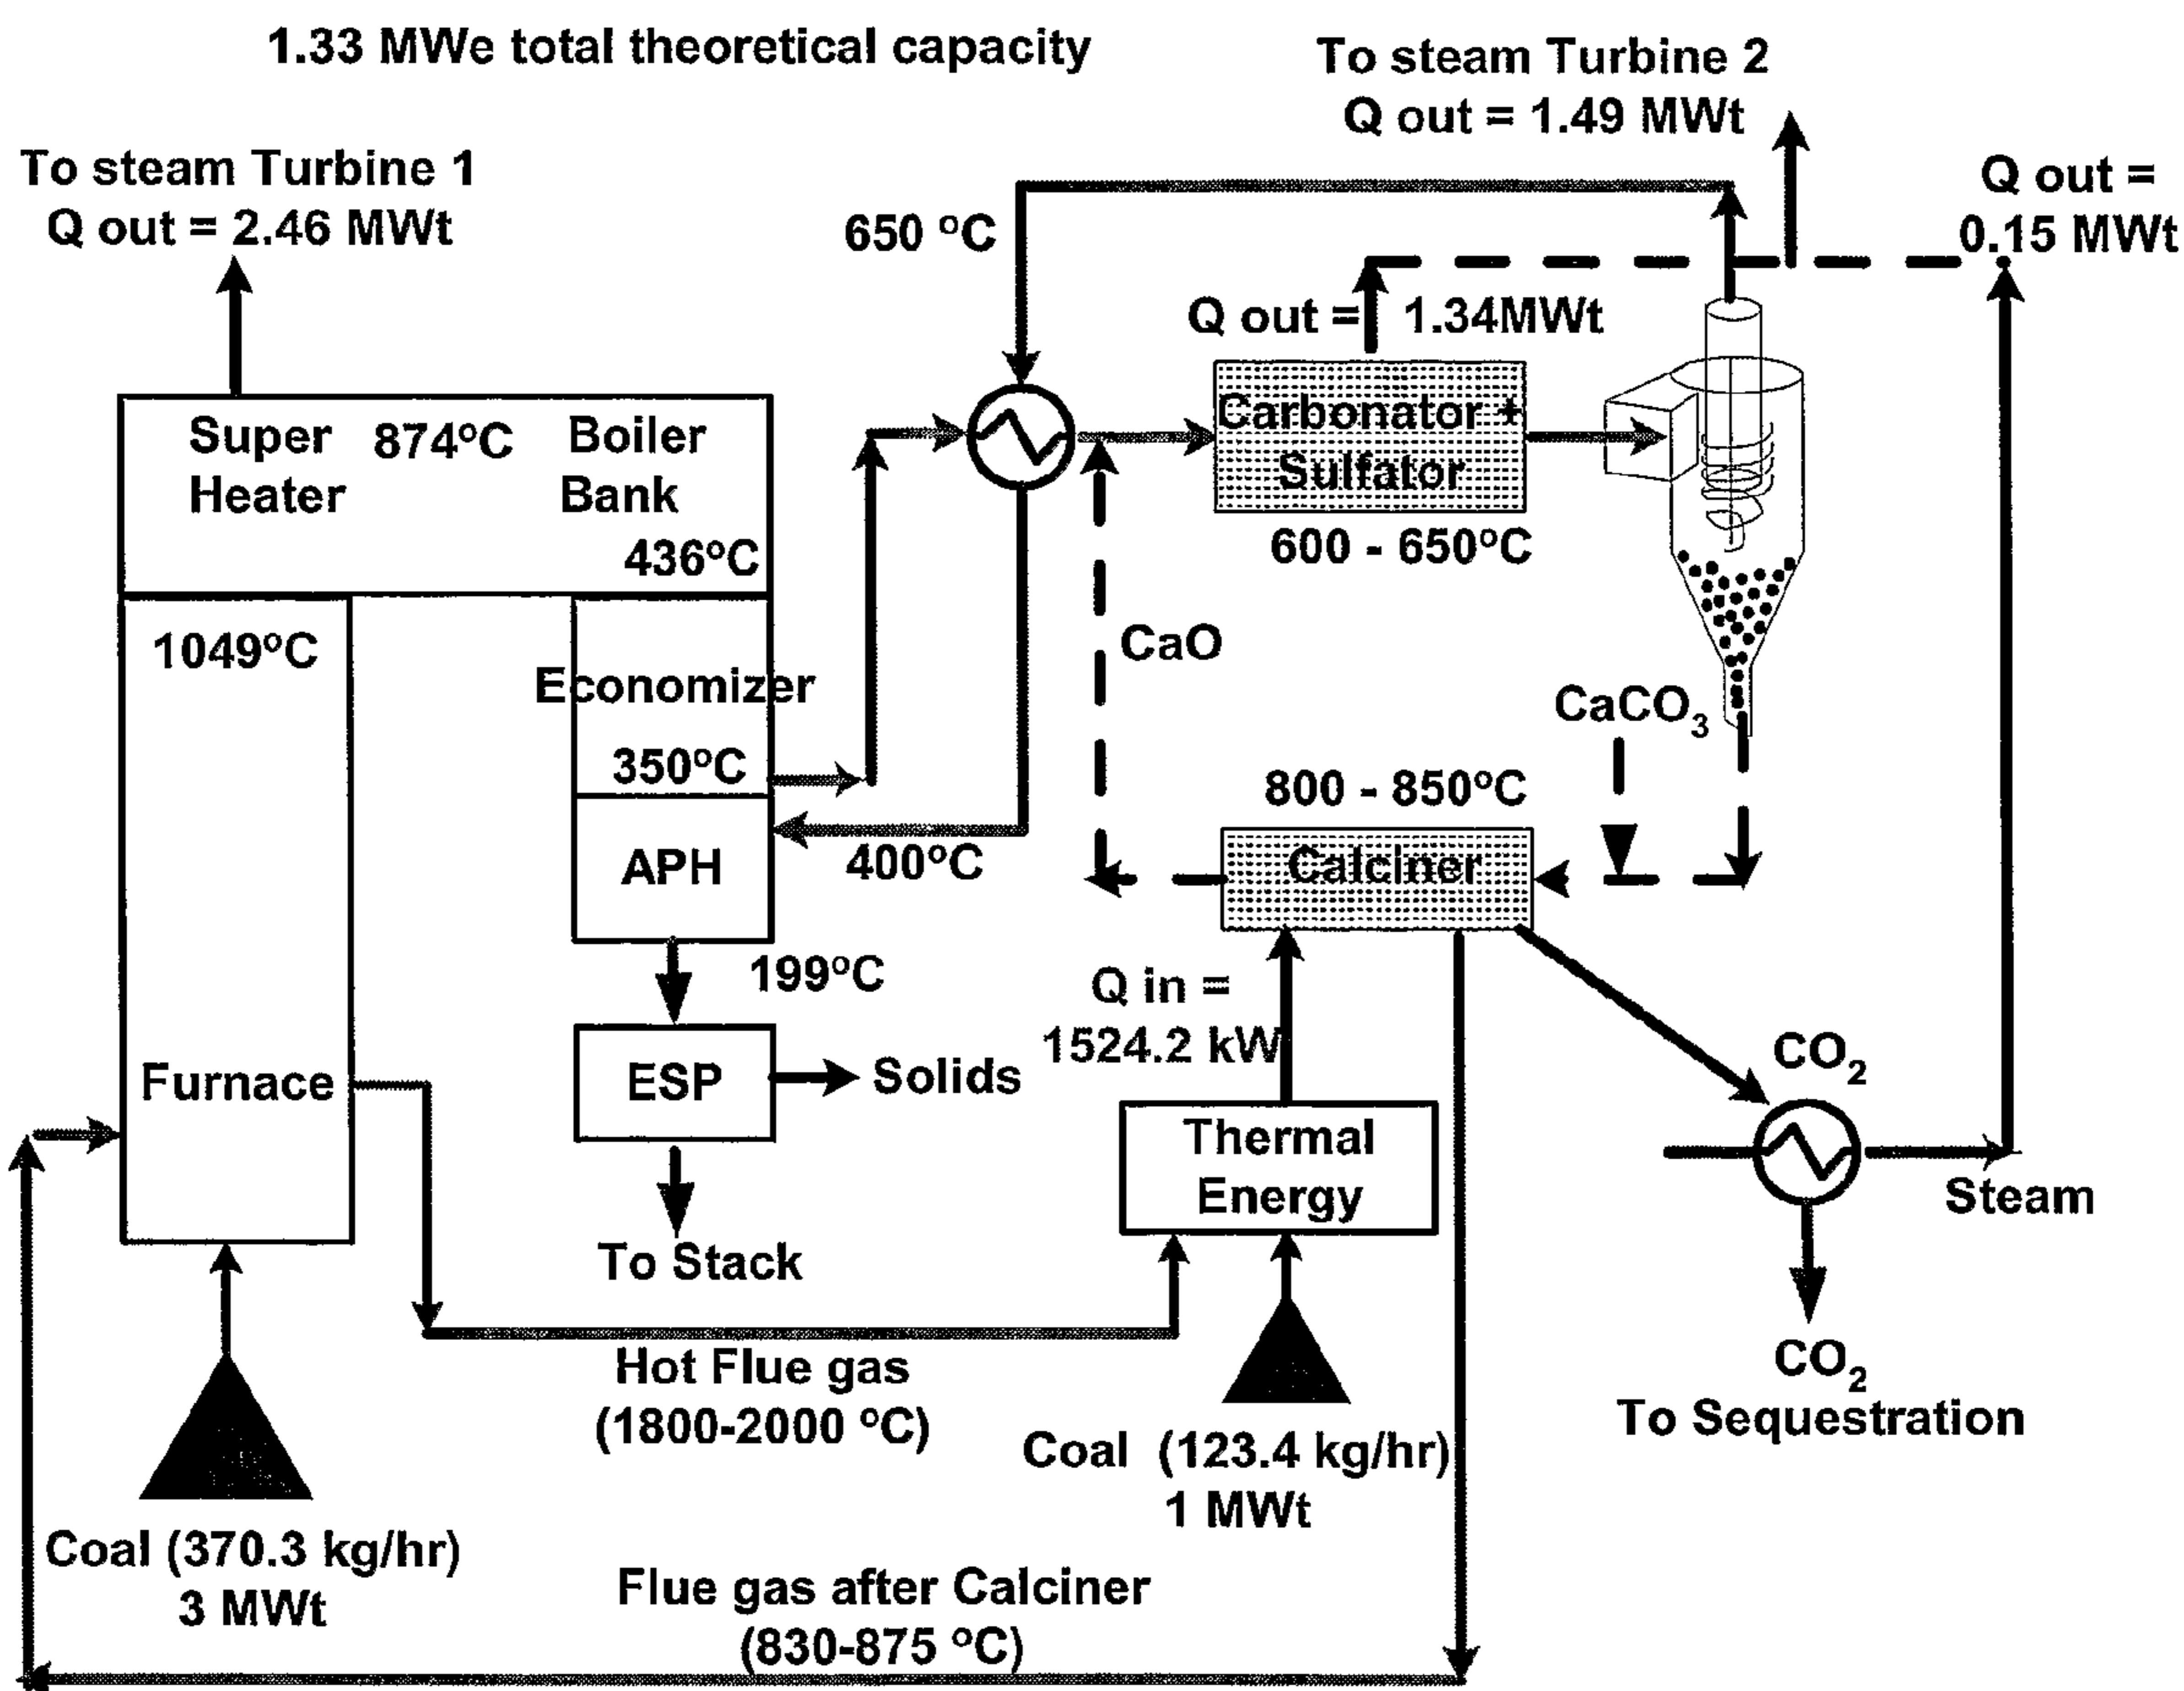 1.33 MWe total theoretical capacity
To steam Turbine 2
Q out = 1.49 MWt
To steam Turbine 1
Q out = 2.46 MWt
Q out =
0.15 MWt
650 °C
Q out = 1.34MWt
Super
Heater
874°C
Boiler
Bank
436°C
Carbonator +
Sulfator
600 - 650°C
1049°C
CaO
Economizer
350°C
CaCO₃
800 - 850°C
APH
400°C
Calciner
199°C
Q in =
1524.2 kW
Furnace
ESP
Solids
CO₂
Thermal
Energy
Steam
To Stack
Hot Flue gas
(1800-2000 °C)
CO₂
To Sequestration
Coal (123.4 kg/hr)
1 MWt
Coal (370.3 kg/hr)
3 MWt
Flue gas after Calciner
(830-875 °C)